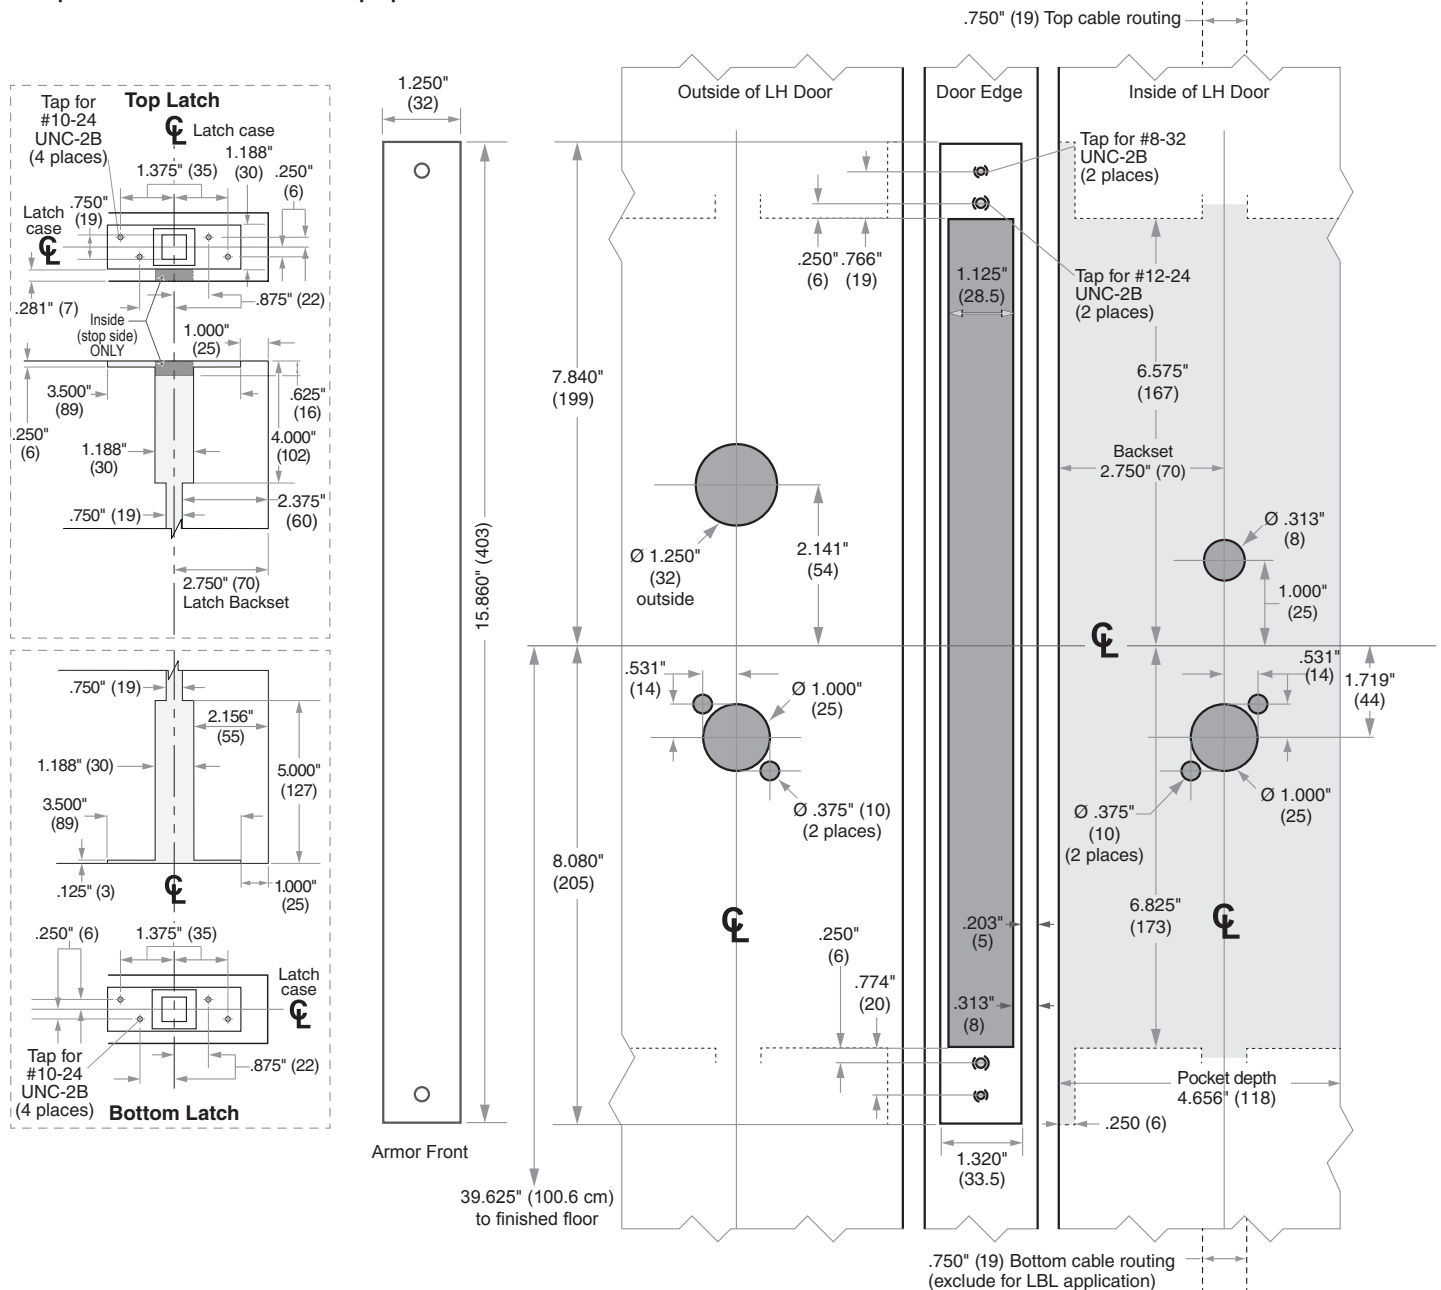 .750" (19) Top cable routing
Top Latch
Tap for
#10-24
UNC-2B
(4 places)
℄
Latch case
1.375" (35)
1.188"
(30)
.250"
(6)
.750"
(19)
Latch
case
℄
.281" (7)
.875" (22)
Inside
(stop side)
ONLY
1.000"
(25)
3.500"
(89)
.625"
(16)
.250"
(6)
1.188"
(30)
4.000"
(102)
.750" (19)
2.375"
(60)
2.750" (70)
Latch Backset
.750" (19)
2.156"
(55)
1.188" (30)
5.000"
(127)
3.500"
(89)
.125" (3)
℄
1.000"
(25)
.250" (6)
1.375" (35)
Latch
case
℄
Tap for
#10-24
UNC-2B
(4 places)
.875" (22)
Bottom Latch
1.250"
(32)
15.860" (403)
Armor Front
Outside of LH Door
7.840"
(199)
.250"
(6)
.766"
(19)
Ø 1.250"
(32)
outside
2.141"
(54)
.531"
(14)
Ø 1.000"
(25)
Ø .375" (10)
(2 places)
8.080"
(205)
℄
.250"
(6)
.774"
(20)
39.625" (100.6 cm)
to finished floor
Door Edge
1.125"
(28.5)
.203"
(5)
.313"
(8)
1.320"
(33.5)
Inside of LH Door
Tap for #8-32
UNC-2B
(2 places)
Tap for #12-24
UNC-2B
(2 places)
6.575"
(167)
Backset
2.750" (70)
Ø .313"
(8)
1.000"
(25)
℄
.531"
(14)
1.719"
(44)
Ø .375"
(10)
(2 places)
Ø 1.000"
(25)
6.825"
(173)
℄
Pocket depth
4.656" (118)
.250 (6)
.750" (19) Bottom cable routing
(exclude for LBL application)